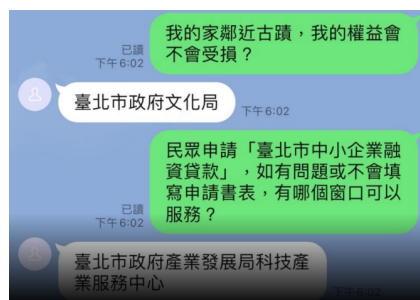 我的家鄰近古蹟，我的權益會
不會受損？
已讀
下午6:02
臺北市政府文化局
下午6:02
民眾申請「臺北市中小企業融
資貸款」，如有問題或不會填
寫申請書表，有哪個窗口可以
服務？
已讀
下午6:02
臺北市政府產業發展局科技產
業服務中心
下午6:02